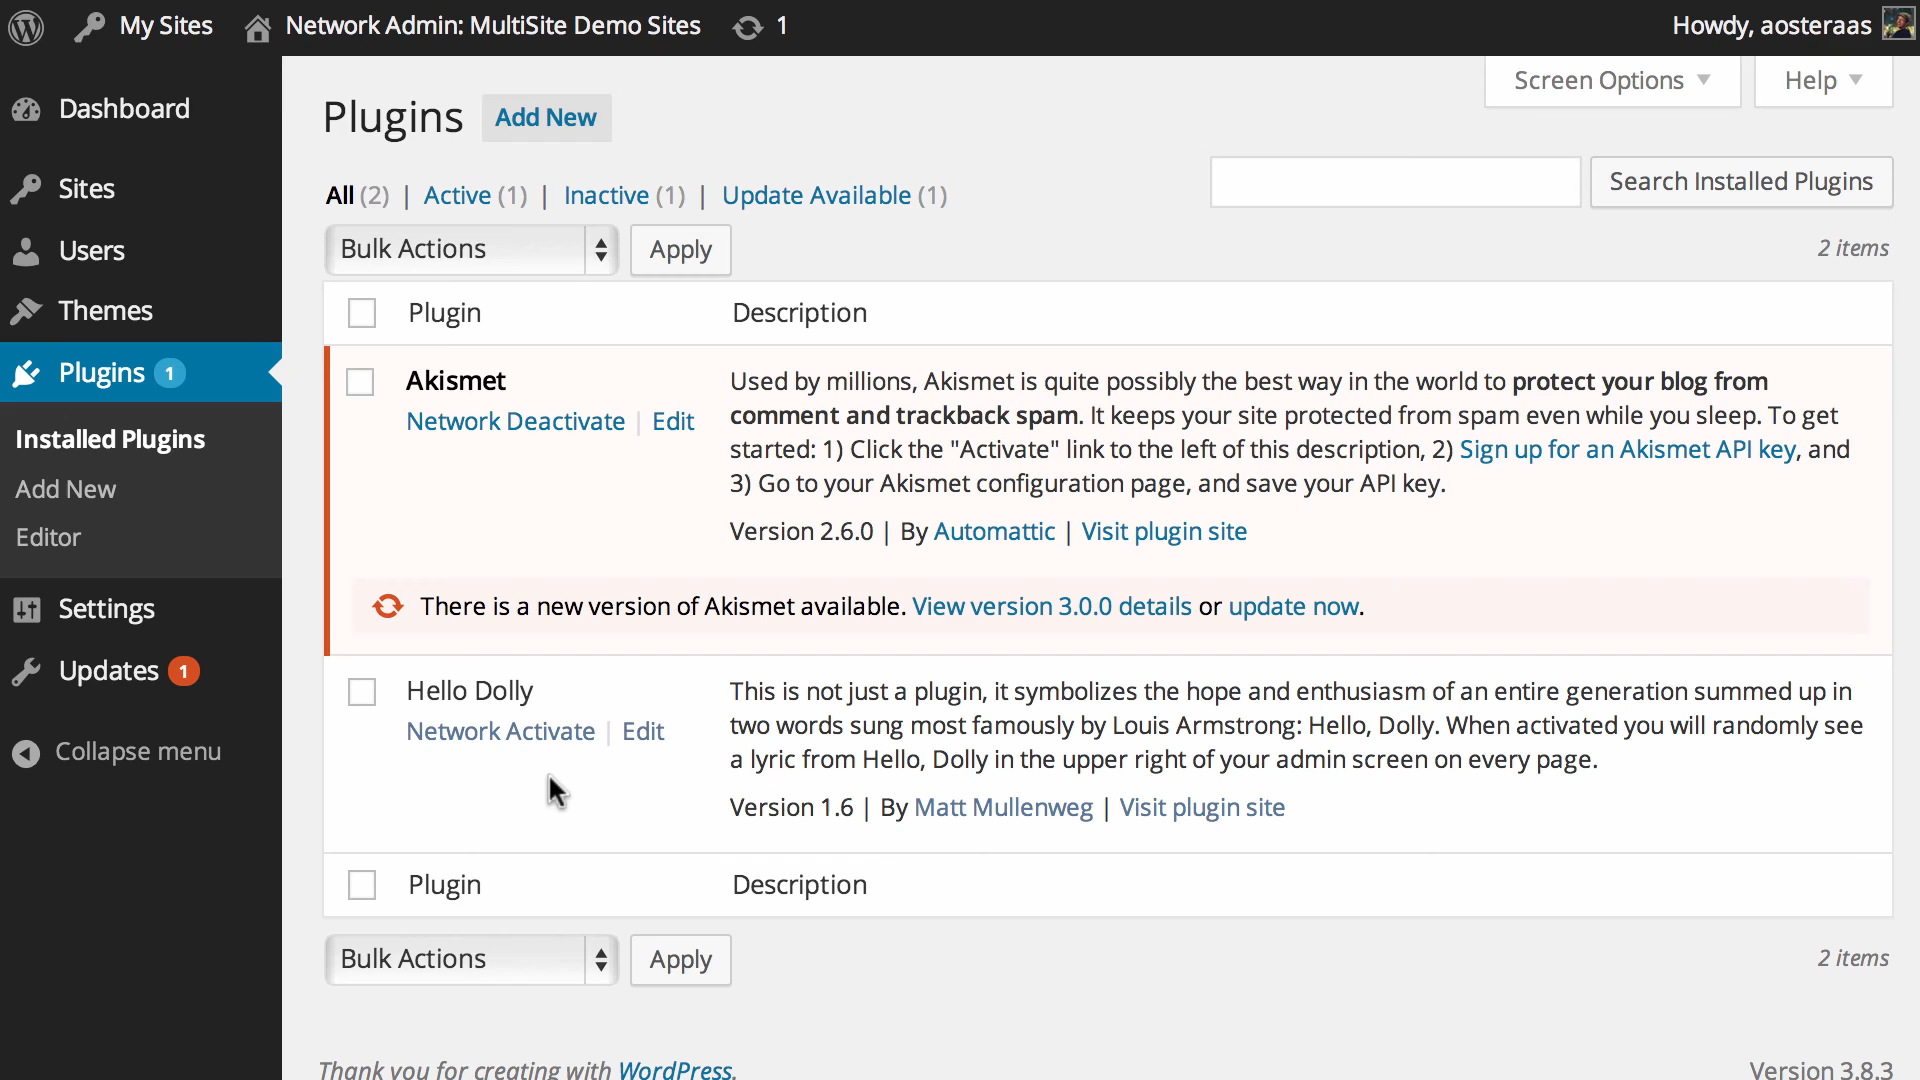 My Sites Network Admin: MultiSite Demo Sites 1 Howdy, aosteraas
Screen Options Help
Dashboard
Sites
Users
Themes
Plugins 1
Installed Plugins
Add New
Editor
Settings
Updates 1
Collapse menu
Plugins Add New
Search Installed Plugins
All (2) | Active (1) | Inactive (1) | Update Available (1)
Bulk Actions Apply 2 items
Plugin Description
Akismet
Network Deactivate | Edit
Used by millions, Akismet is quite possibly the best way in the world to protect your blog from
comment and trackback spam. It keeps your site protected from spam even while you sleep. To get
started: 1) Click the "Activate" link to the left of this description, 2) Sign up for an Akismet API key, and
3) Go to your Akismet configuration page, and save your API key.
Version 2.6.0 | By Automattic | Visit plugin site
There is a new version of Akismet available. View version 3.0.0 details or update now.
Hello Dolly
Network Activate | Edit
This is not just a plugin, it symbolizes the hope and enthusiasm of an entire generation summed up in
two words sung most famously by Louis Armstrong: Hello, Dolly. When activated you will randomly see
a lyric from Hello, Dolly in the upper right of your admin screen on every page.
Version 1.6 | By Matt Mullenweg | Visit plugin site
Plugin Description
Bulk Actions Apply 2 items
Thank you for creating with WordPress. Version 3.8.3